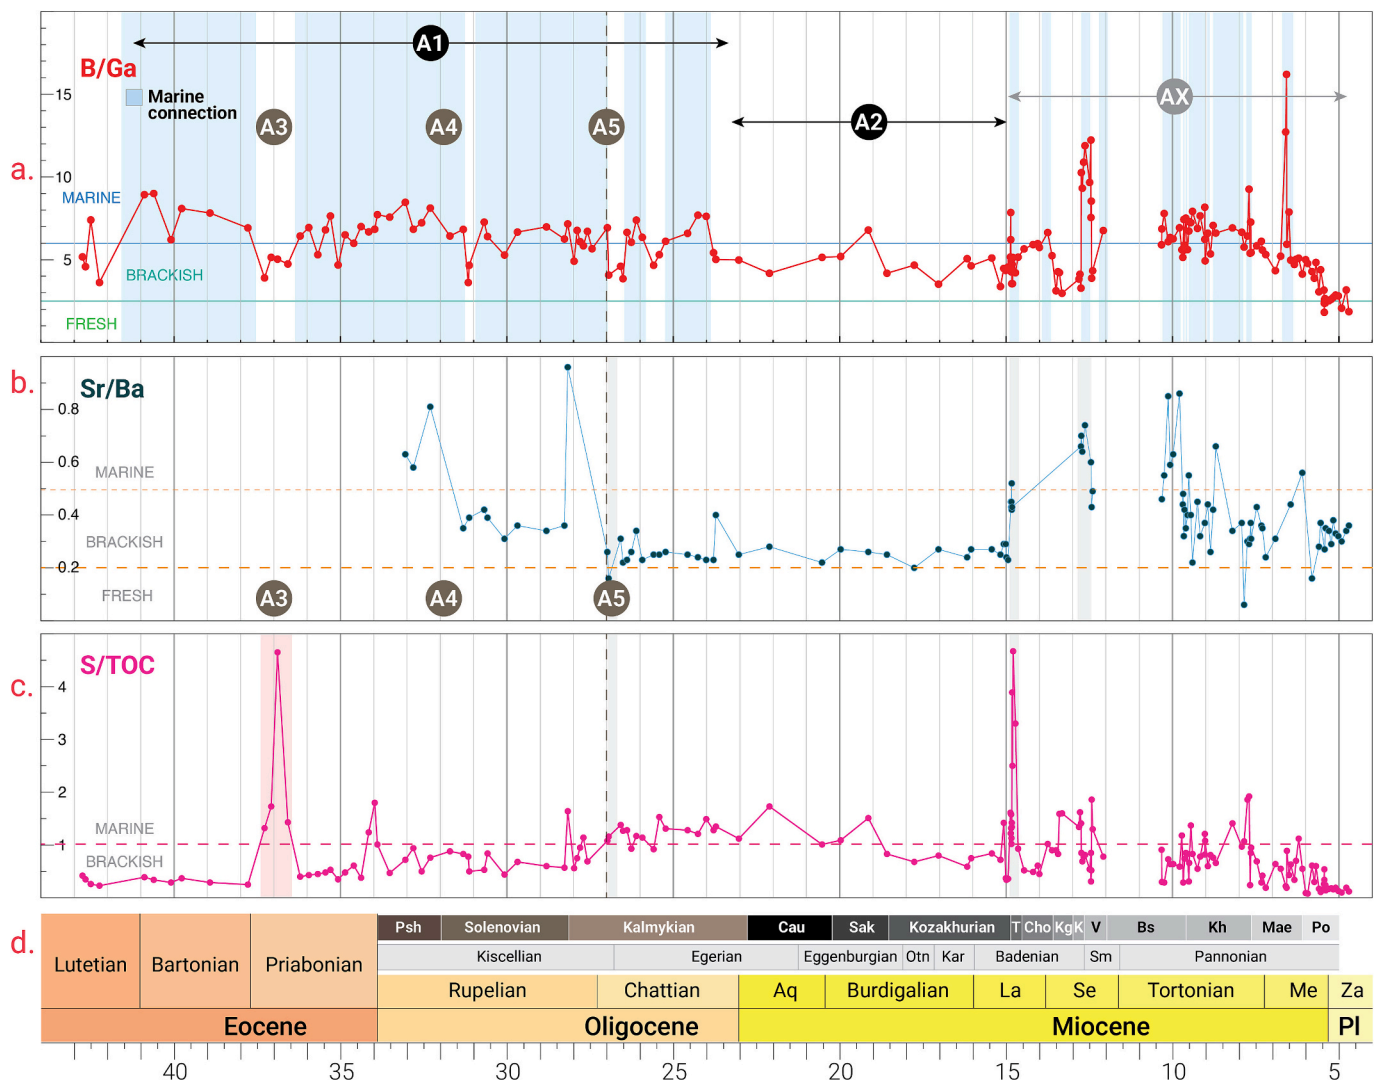 a.
B/Ga
A1
AX
A2
A3
A4
A5
Marine
connection
15
10
5
MARINE
BRACKISH
FRESH
b.
Sr/Ba
0.8
0.6
0.4
0.2
MARINE
BRACKISH
FRESH
A3
A4
A5
c.
S/TOC
4
3
2
1
MARINE
BRACKISH
d.
Psh Solenovian Kalmykian Cau Sak Kozakhurian T Cho Kg K V Bs Kh Mae Po
Kiscellian Egerian Eggenburgian Otn Kar Badenian Sm Pannonian
Lutetian Bartonian Priabonian Rupelian Chattian Aq Burdigalian La Se Tortonian Me Za
Eocene Oligocene Miocene Pl
40 35 30 25 20 15 10 5